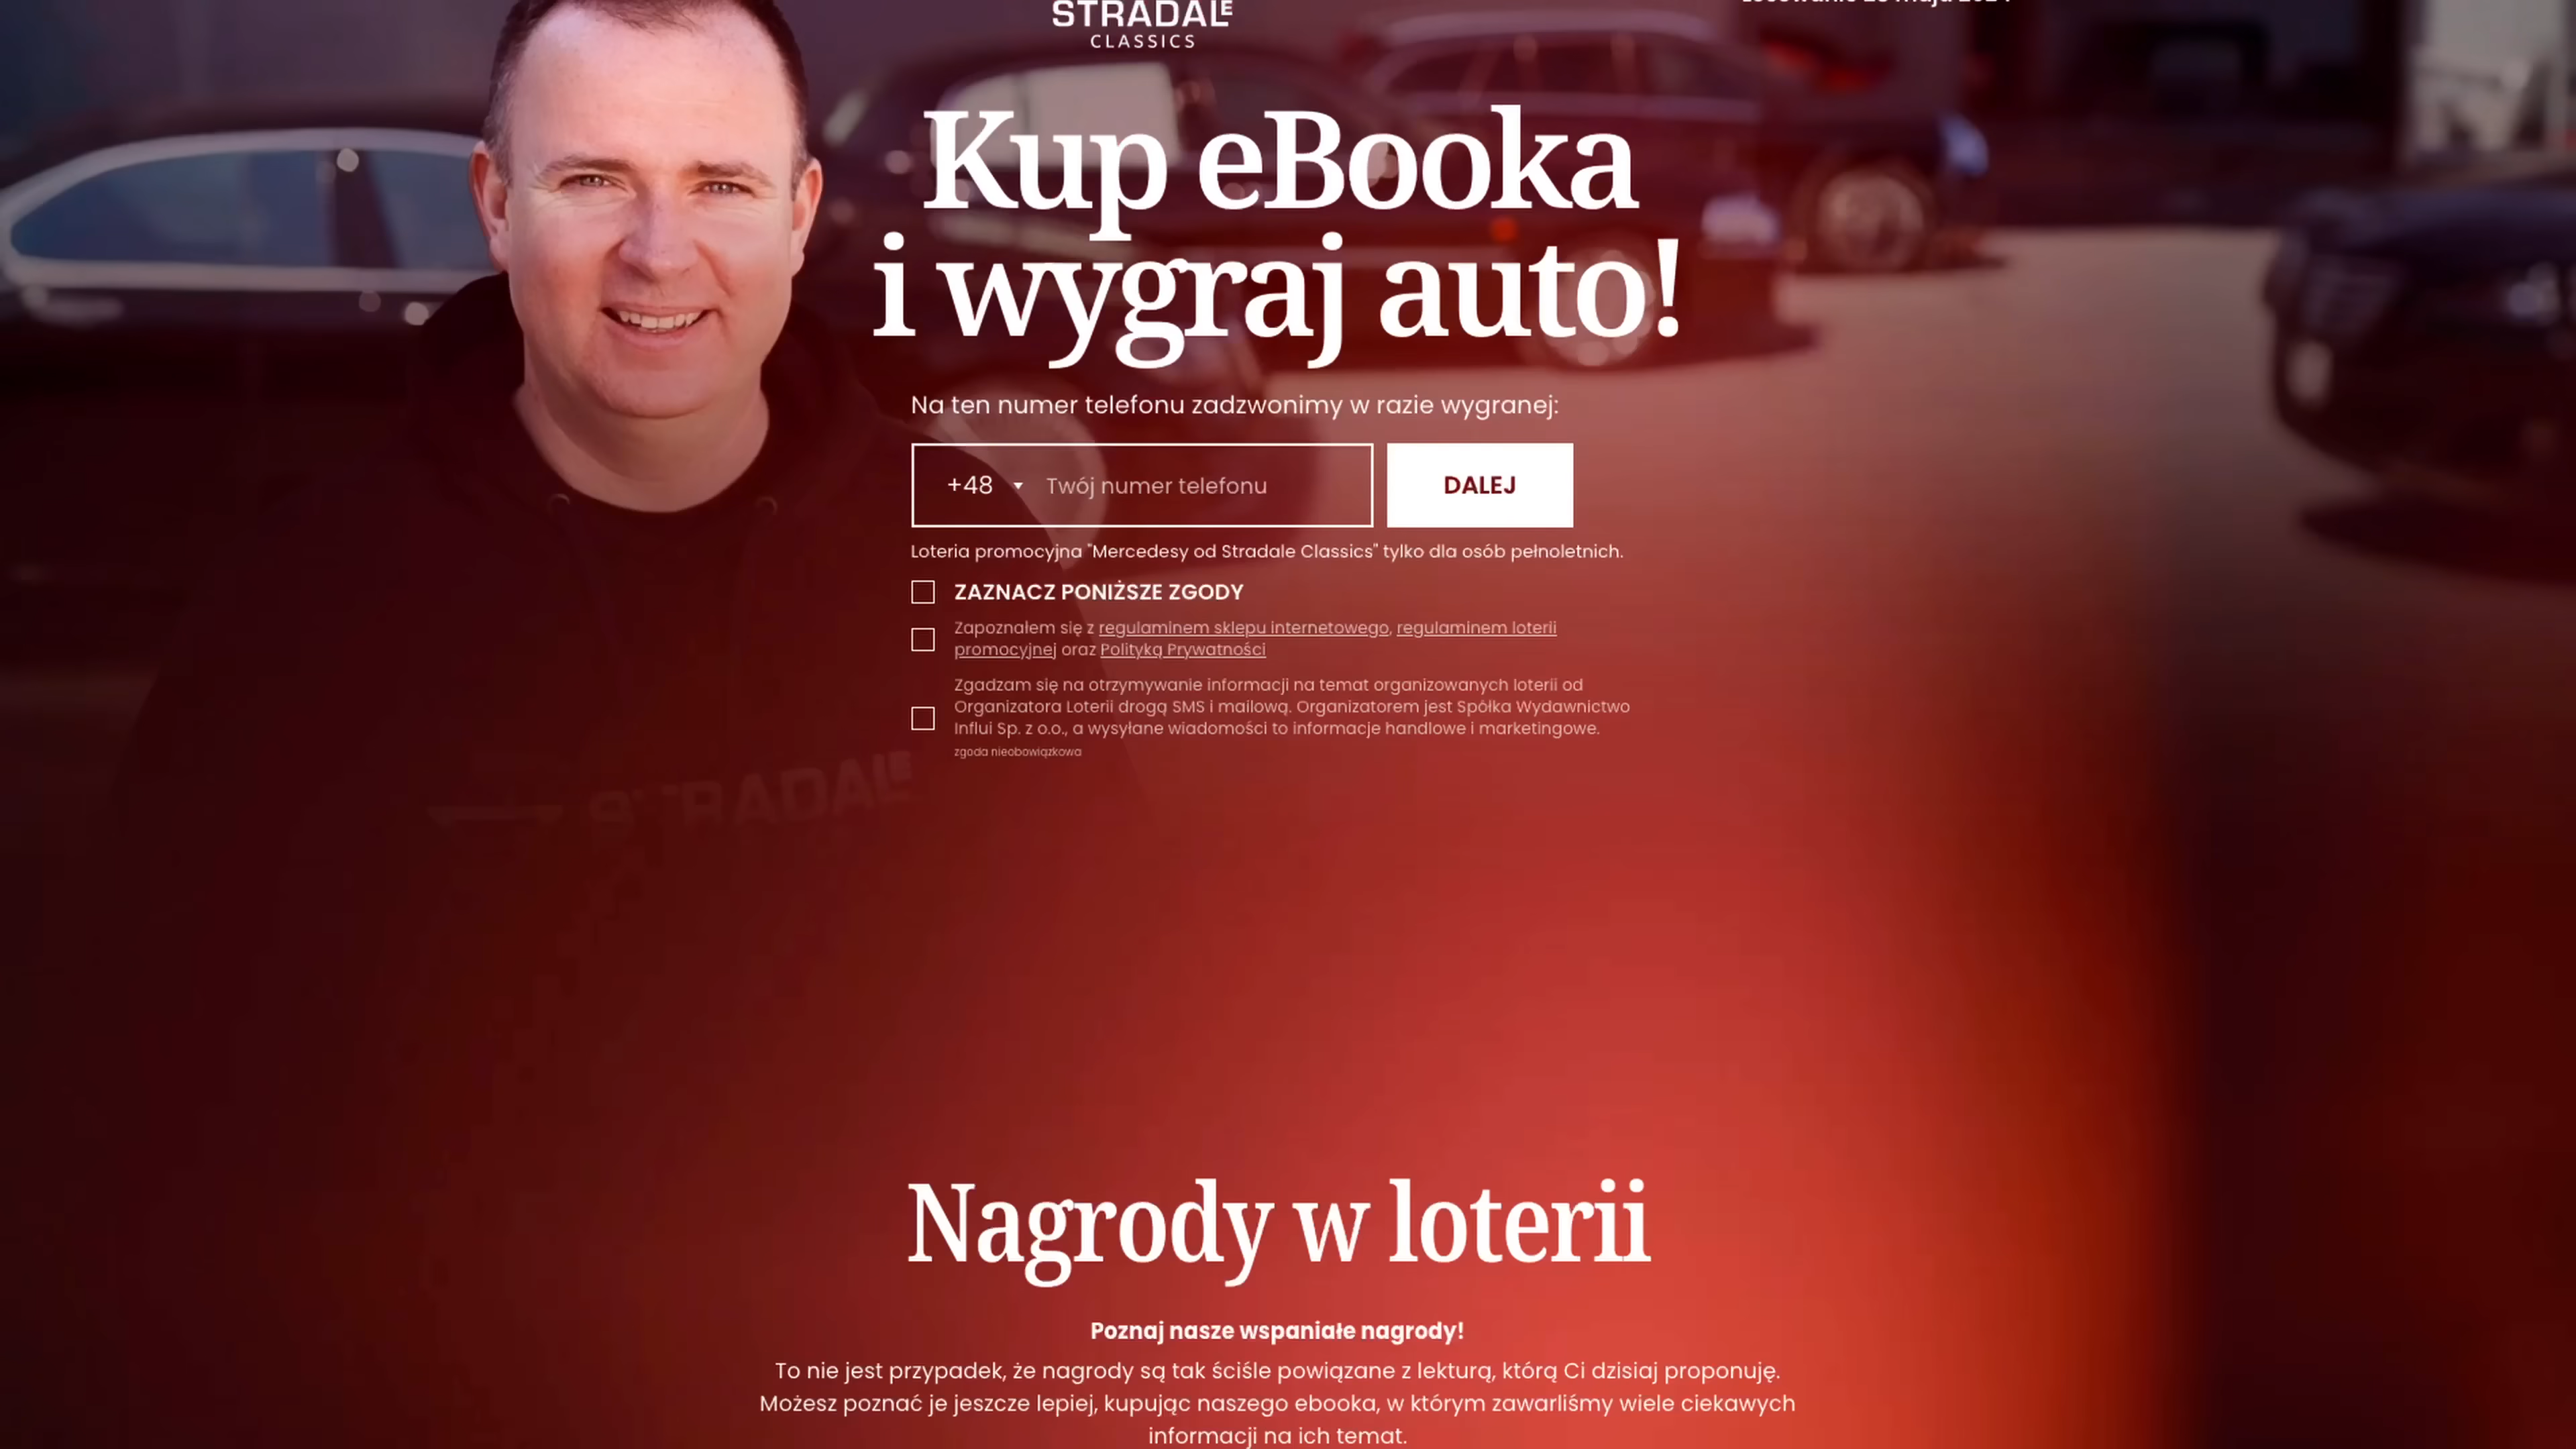 STRADALE
CLASSICS
Kup eBooka
i wygraj auto!
Na ten numer telefonu zadzwonimy w razie wygranej:
+48 Twój numer telefonu DALEJ
Loteria promocyjna "Mercedesy od Stradale Classics" tylko dla osób pełnoletnich.
ZAZNACZ PONIŻSZE ZGODY
Zapoznałem się z regulaminem sklepu internetowego, regulaminem loterii
promocyjnej oraz Polityką Prywatności
Zgadzam się na otrzymywanie informacji na temat organizowanych loterii od
Organizatora Loterii drogą SMS i mailową. Organizatorem jest Spółka Wydawnictwo
Influi Sp. z o.o., a wysyłane wiadomości to informacje handlowe i marketingowe.
zgoda nieobowiązkowa
STRADALE
Nagrody w loterii
Poznaj nasze wspaniałe nagrody!
To nie jest przypadek, że nagrody są tak ściśle powiązane z lekturą, którą Ci dzisiaj proponuję.
Możesz poznać je jeszcze lepiej, kupując naszego ebooka, w którym zawarliśmy wiele ciekawych
informacji na ich temat.